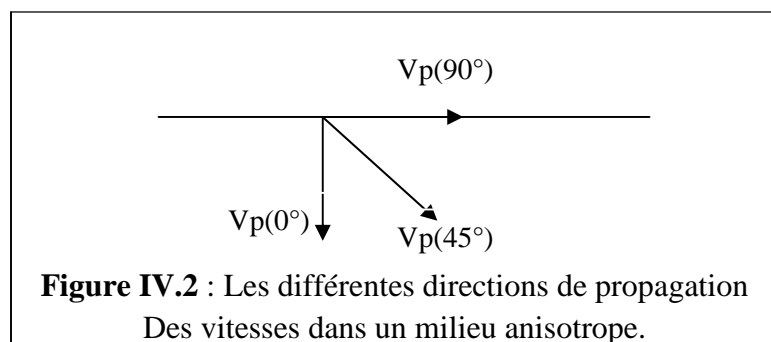 Vp(90°)
Vp(0°)
Vp(45°)
Figure IV.2 : Les différentes directions de propagation
Des vitesses dans un milieu anisotrope.